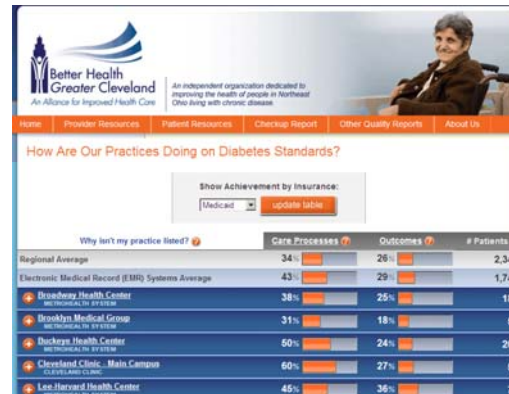 Better Health
Greater Cleveland
An Alliance for Improved Health Care
An independent organization dedicated to
improving the health of people in Northeast
Ohio living with chronic disease.
Home Provider Resources Patient Resources Checkup Report Other Quality Reports About Us
How Are Our Practices Doing on Diabetes Standards?
Show Achievement by Insurance:
Medicaid update table
Why isn't my practice listed? Care Processes Outcomes # Patients
Regional Average 34% 26%
Electronic Medical Record (EMR) Systems Average 43% 29%
Broadway Health Center 38% 25%
METROHEALTH SYSTEM
Brooklyn Medical Group 31% 18%
METROHEALTH SYSTEM
Buckeye Health Center 50% 24%
METROHEALTH SYSTEM
Cleveland Clinic - Main Campus 60% 27%
CLEVELAND CLINIC
Lee-Harvard Health Center 45% 36%
METROHEALTH SYSTEM